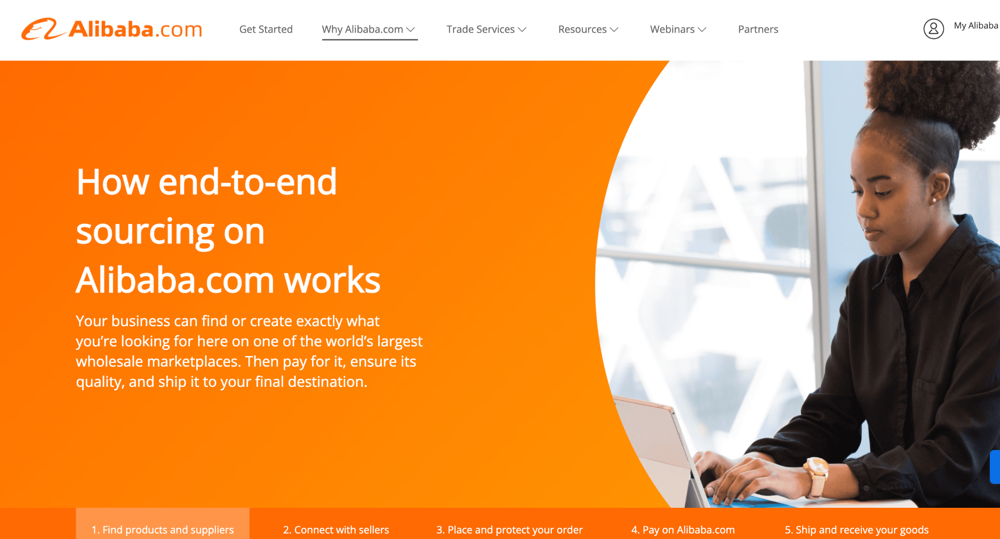 Alibaba.com
Get Started
Why Alibaba.com
Trade Services
Resources
Webinars
Partners
My Alibaba
How end-to-end
sourcing on
Alibaba.com works
Your business can find or create exactly what
you’re looking for here on one of the world’s largest
wholesale marketplaces. Then pay for it, ensure its
quality, and ship it to your final destination.
1. Find products and suppliers
2. Connect with sellers
3. Place and protect your order
4. Pay on Alibaba.com
5. Ship and receive your goods